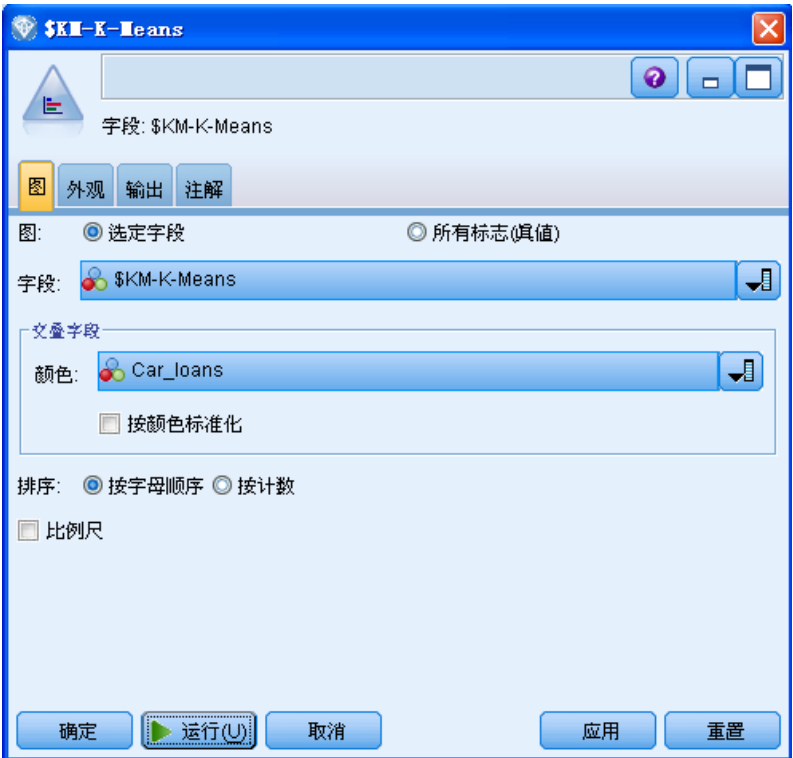 $KM-K-Means
字段: $KM-K-Means
图 外观 输出 注解
图: 选定字段 所有标志(真值)
字段: $KM-K-Means
交叠字段
颜色: Car_loans
按颜色标准化
排序: 按字母顺序 按计数
比例尺
确定 运行(U) 取消 应用 重置